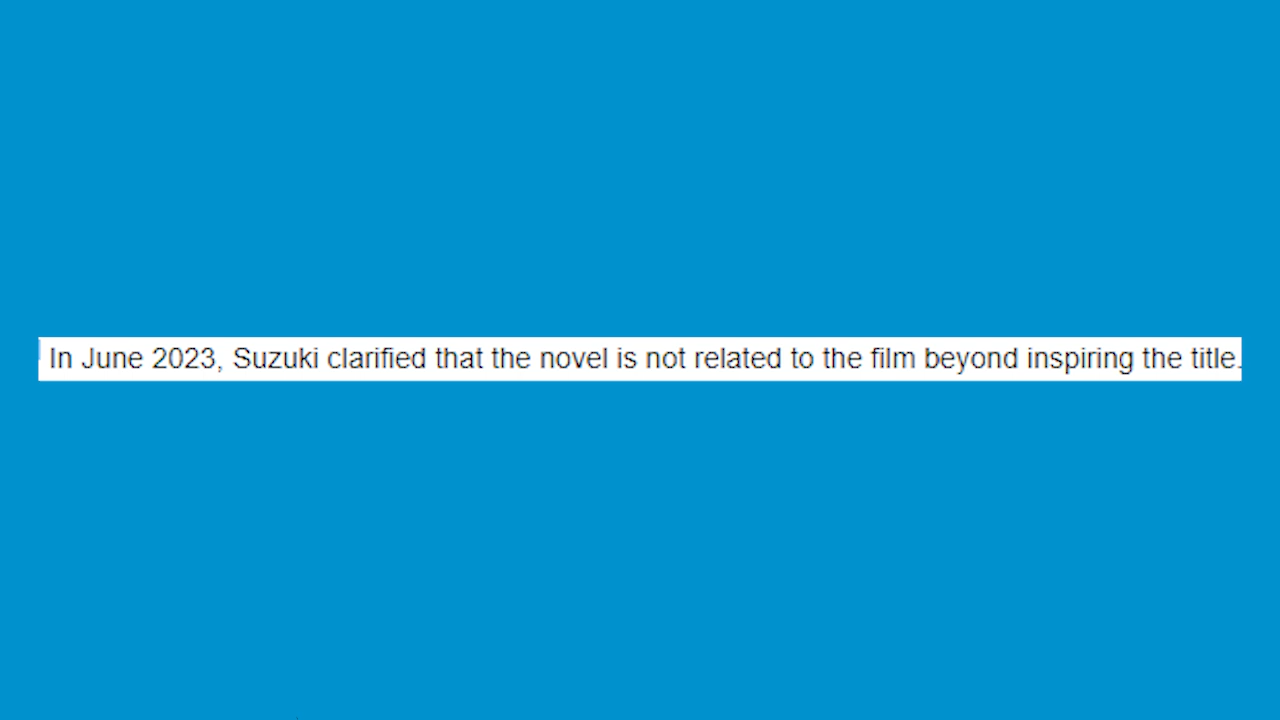 In June 2023, Suzuki clarified that the novel is not related to the film beyond inspiring the title.